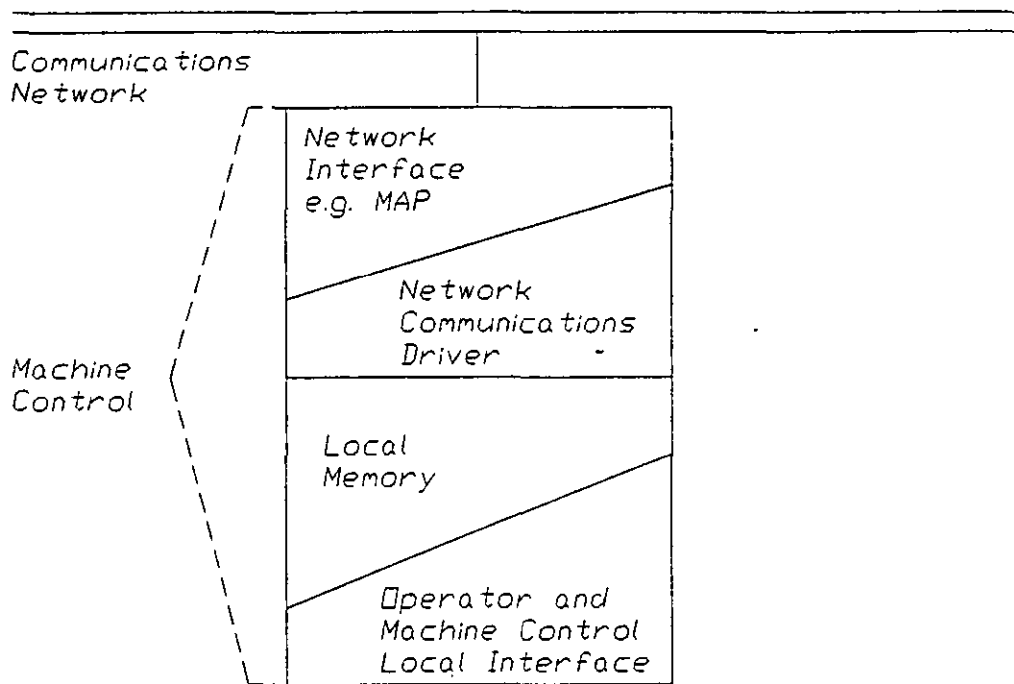 Communications
Network
Network
Interface
e.g. MAP
Network
Communications
Driver
Machine
Control
Local
Memory
Operator and
Machine Control
Local Interface